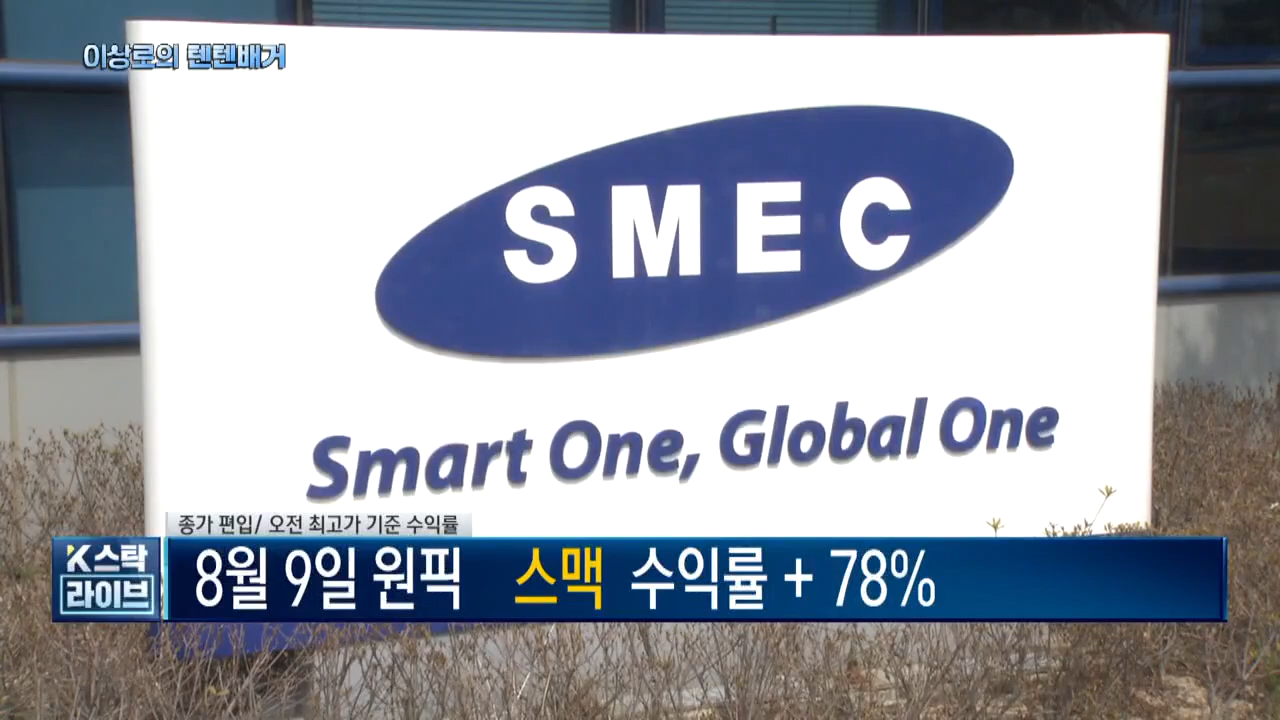 이상로의 텐텐배거
SMEC
Smart One, Global One
종가 편입/ 오전 최고가 기준 수익률
K스탁
라이브
8월 9일 원픽 스맥 수익률 + 78%